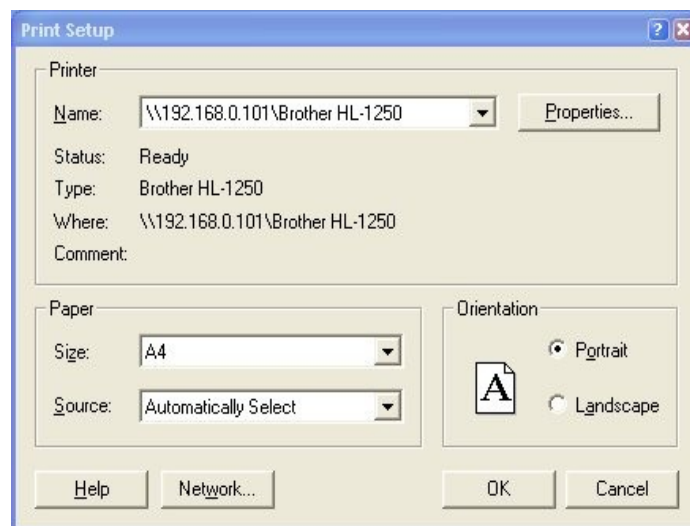 Print Setup
Printer
Name: \\192.168.0.101\Brother HL-1250 Properties...
Status: Ready
Type: Brother HL-1250
Where: \\192.168.0.101\Brother HL-1250
Comment:
Paper
Size: A4
Source: Automatically Select
Orientation
A
Portrait
Landscape
Help Network... OK Cancel